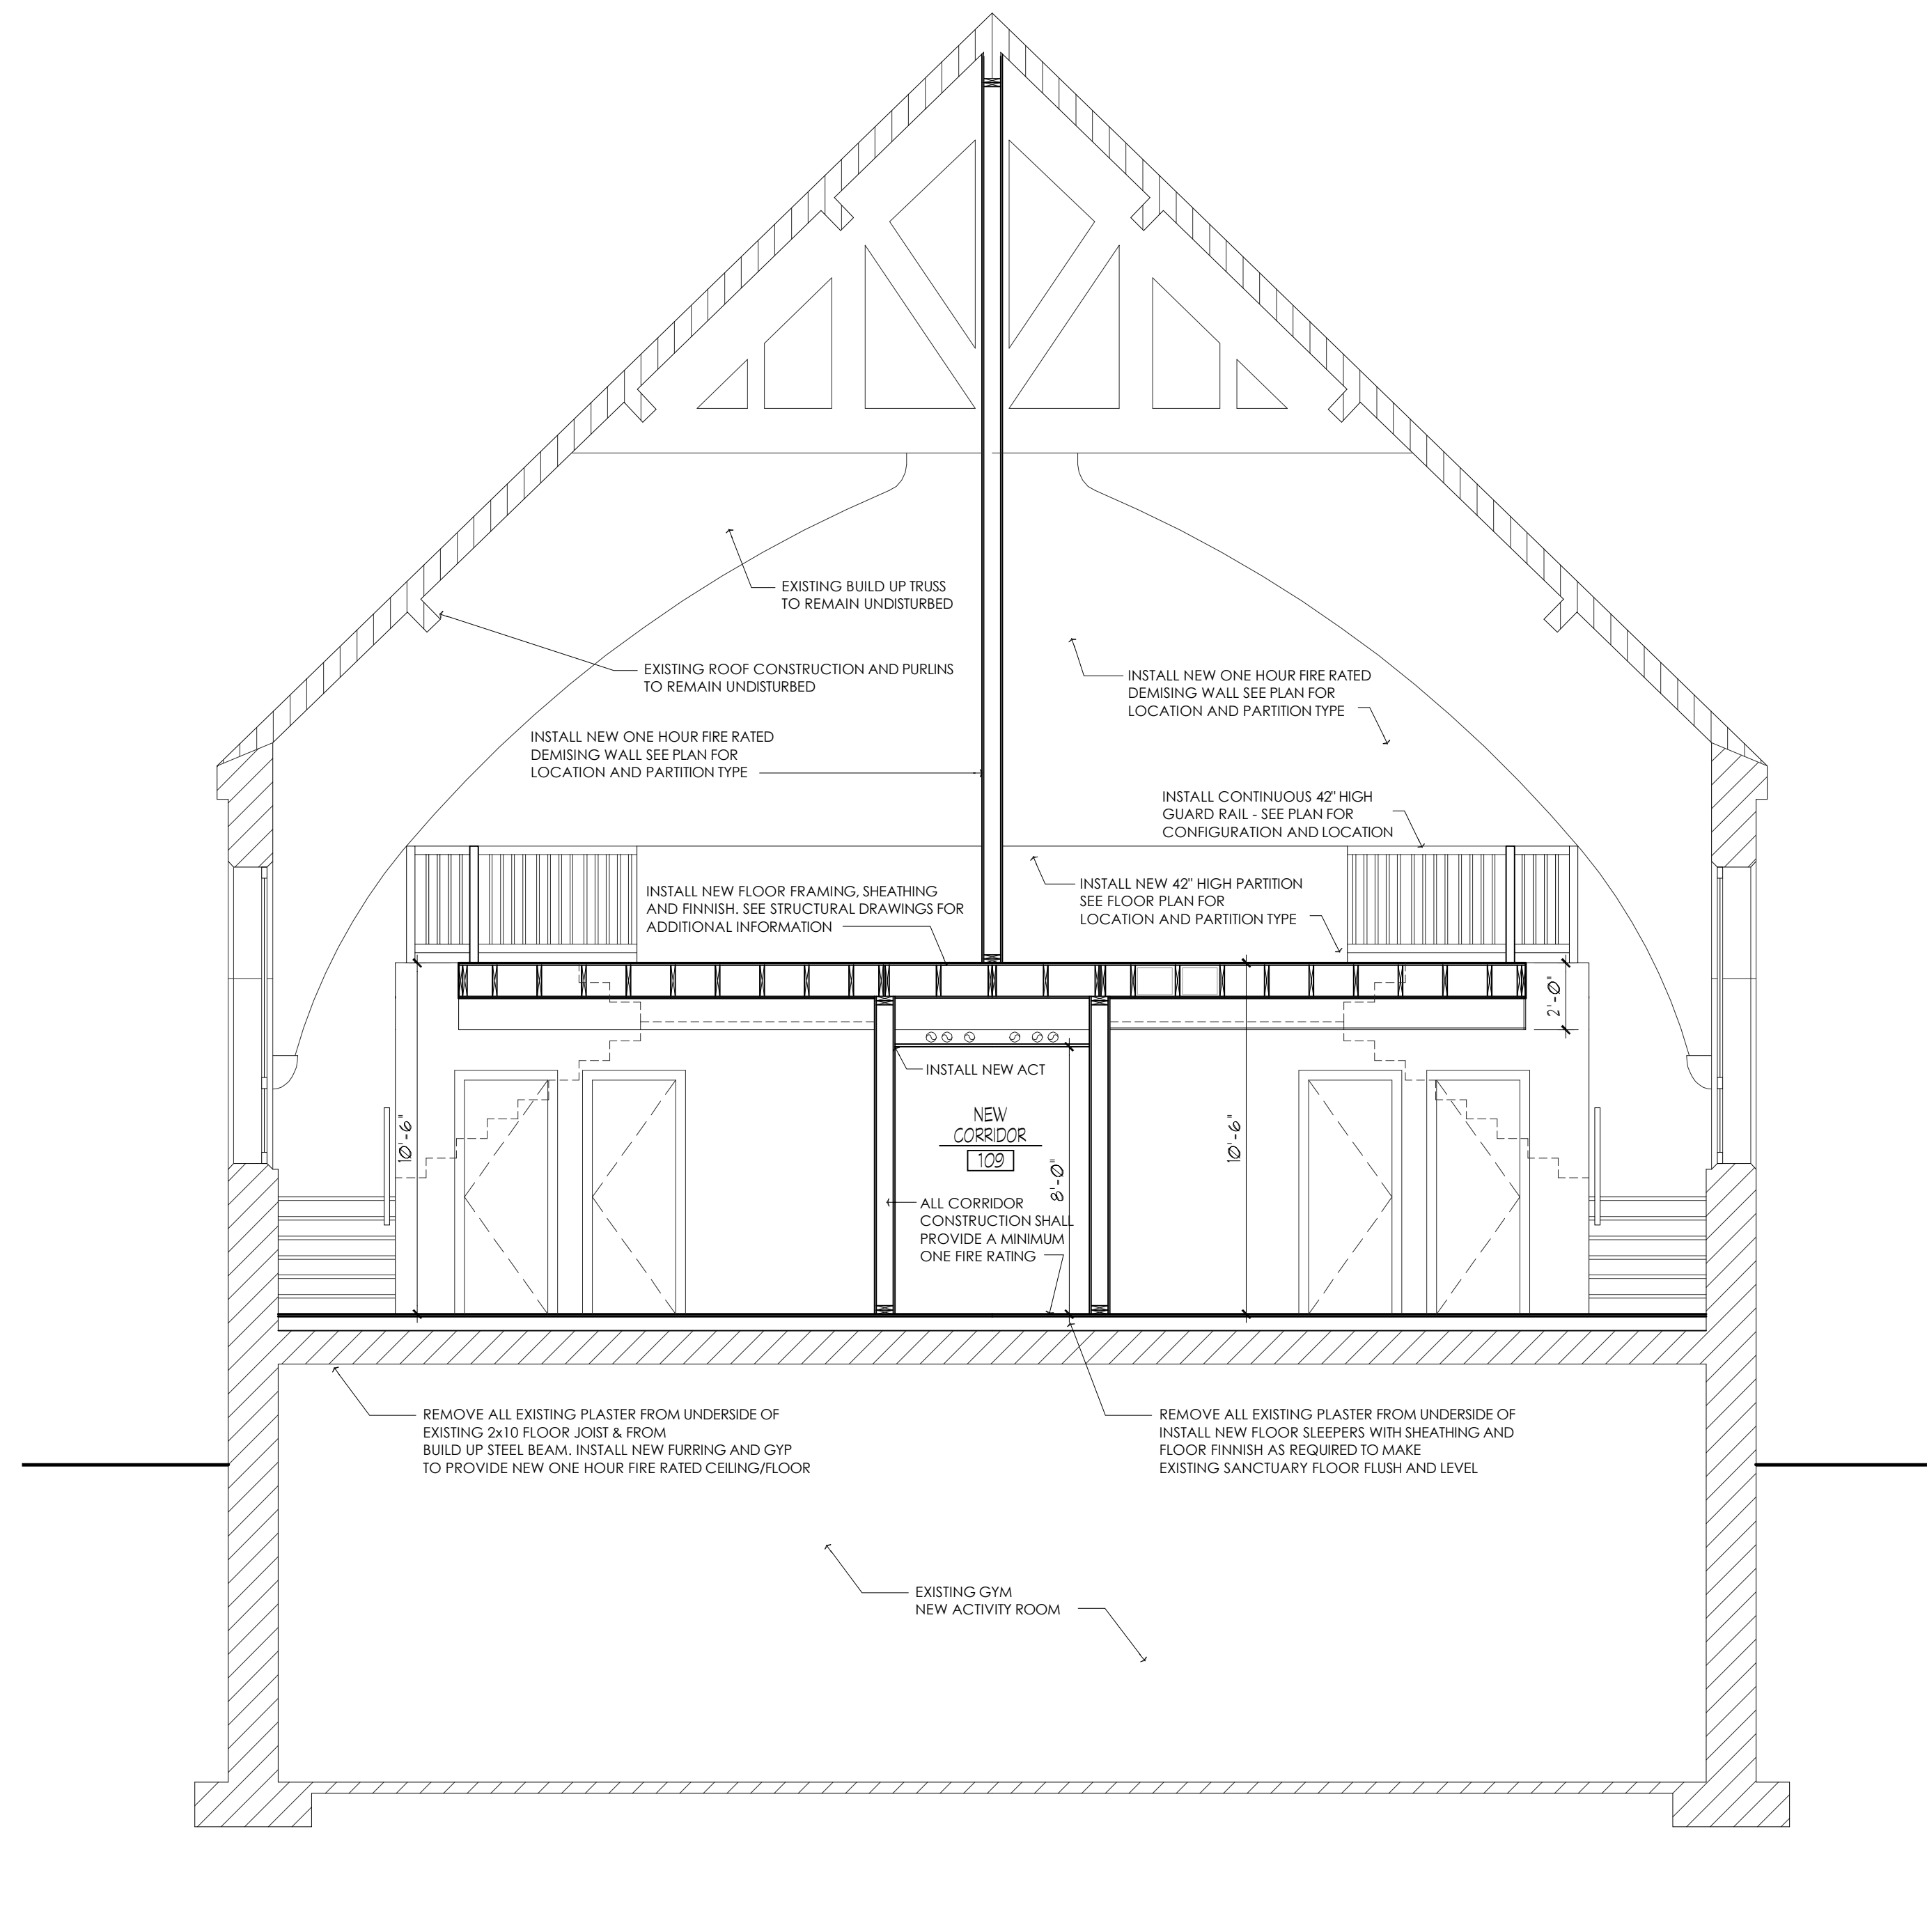 EXISTING BUILD UP TRUSS
TO REMAIN UNDISTURBED
EXISTING ROOF CONSTRUCTION AND PURLINS
TO REMAIN UNDISTURBED
INSTALL NEW ONE HOUR FIRE RATED
DEMISING WALL SEE PLAN FOR
LOCATION AND PARTITION TYPE
INSTALL NEW ONE HOUR FIRE RATED
DEMISING WALL SEE PLAN FOR
LOCATION AND PARTITION TYPE
INSTALL CONTINUOUS 42" HIGH
GUARD RAIL - SEE PLAN FOR
CONFIGURATION AND LOCATION
INSTALL NEW FLOOR FRAMING, SHEATHING
AND FINNISH. SEE STRUCTURAL DRAWINGS FOR
ADDITIONAL INFORMATION
INSTALL NEW 42" HIGH PARTITION
SEE FLOOR PLAN FOR
LOCATION AND PARTITION TYPE
2'-0"
INSTALL NEW ACT
10'-6"
NEW
CORRIDOR
109
8'-0"
10'-6"
ALL CORRIDOR
CONSTRUCTION SHALL
PROVIDE A MINIMUM
ONE FIRE RATING
REMOVE ALL EXISTING PLASTER FROM UNDERSIDE OF
EXISTING 2x10 FLOOR JOIST & FROM
BUILD UP STEEL BEAM. INSTALL NEW FURRING AND GYP
TO PROVIDE NEW ONE HOUR FIRE RATED CEILING/FLOOR
REMOVE ALL EXISTING PLASTER FROM UNDERSIDE OF
INSTALL NEW FLOOR SLEEPERS WITH SHEATHING AND
FLOOR FINNISH AS REQUIRED TO MAKE
EXISTING SANCTUARY FLOOR FLUSH AND LEVEL
EXISTING GYM
NEW ACTIVITY ROOM